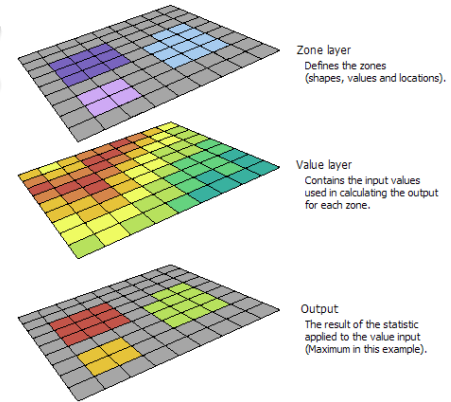 Zone layer
Defines the zones
(shapes, values and locations).
Value layer
Contains the input values
used in calculating the output
for each zone.
Output
The result of the statistic
applied to the value input
(Maximum in this example).